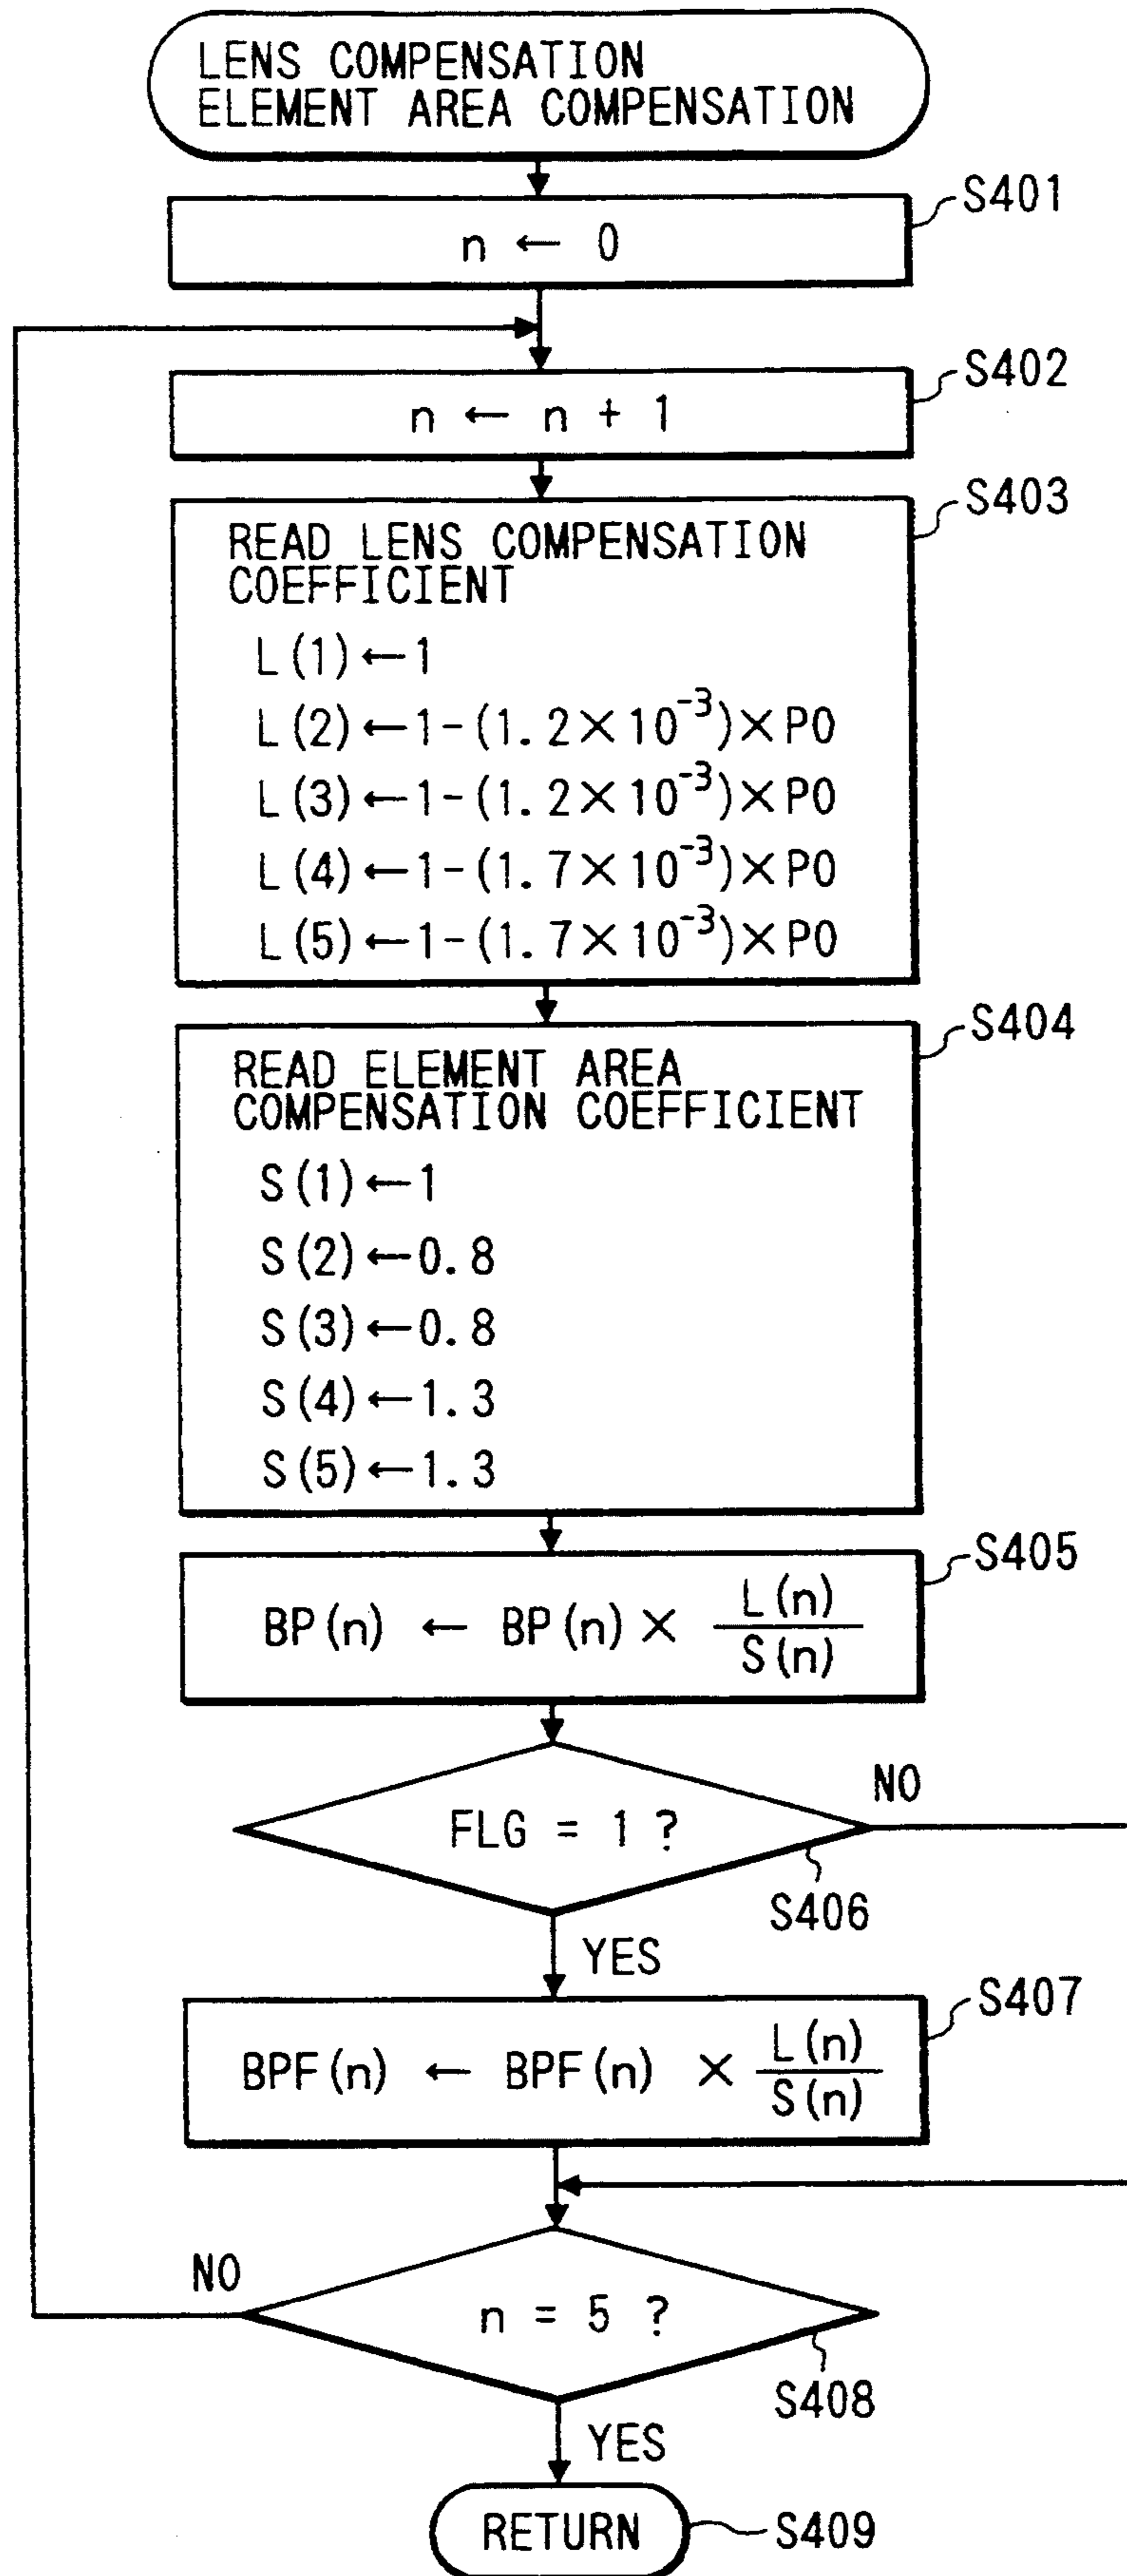 LENS COMPENSATION
ELEMENT AREA COMPENSATION
S401
n ← 0
S402
n ← n + 1
S403
READ LENS COMPENSATION
COEFFICIENT
L(1)←1
L(2)←1-(1.2×10⁻³)×PO
L(3)←1-(1.2×10⁻³)×PO
L(4)←1-(1.7×10⁻³)×PO
L(5)←1-(1.7×10⁻³)×PO
S404
READ ELEMENT AREA
COMPENSATION COEFFICIENT
S(1)←1
S(2)←0.8
S(3)←0.8
S(4)←1.3
S(5)←1.3
S405
BP(n) ← BP(n) × L(n)/S(n)
NO
FLG = 1 ?
S406
YES
S407
BPF(n) ← BPF(n) × L(n)/S(n)
NO
n = 5 ?
S408
YES
RETURN
S409